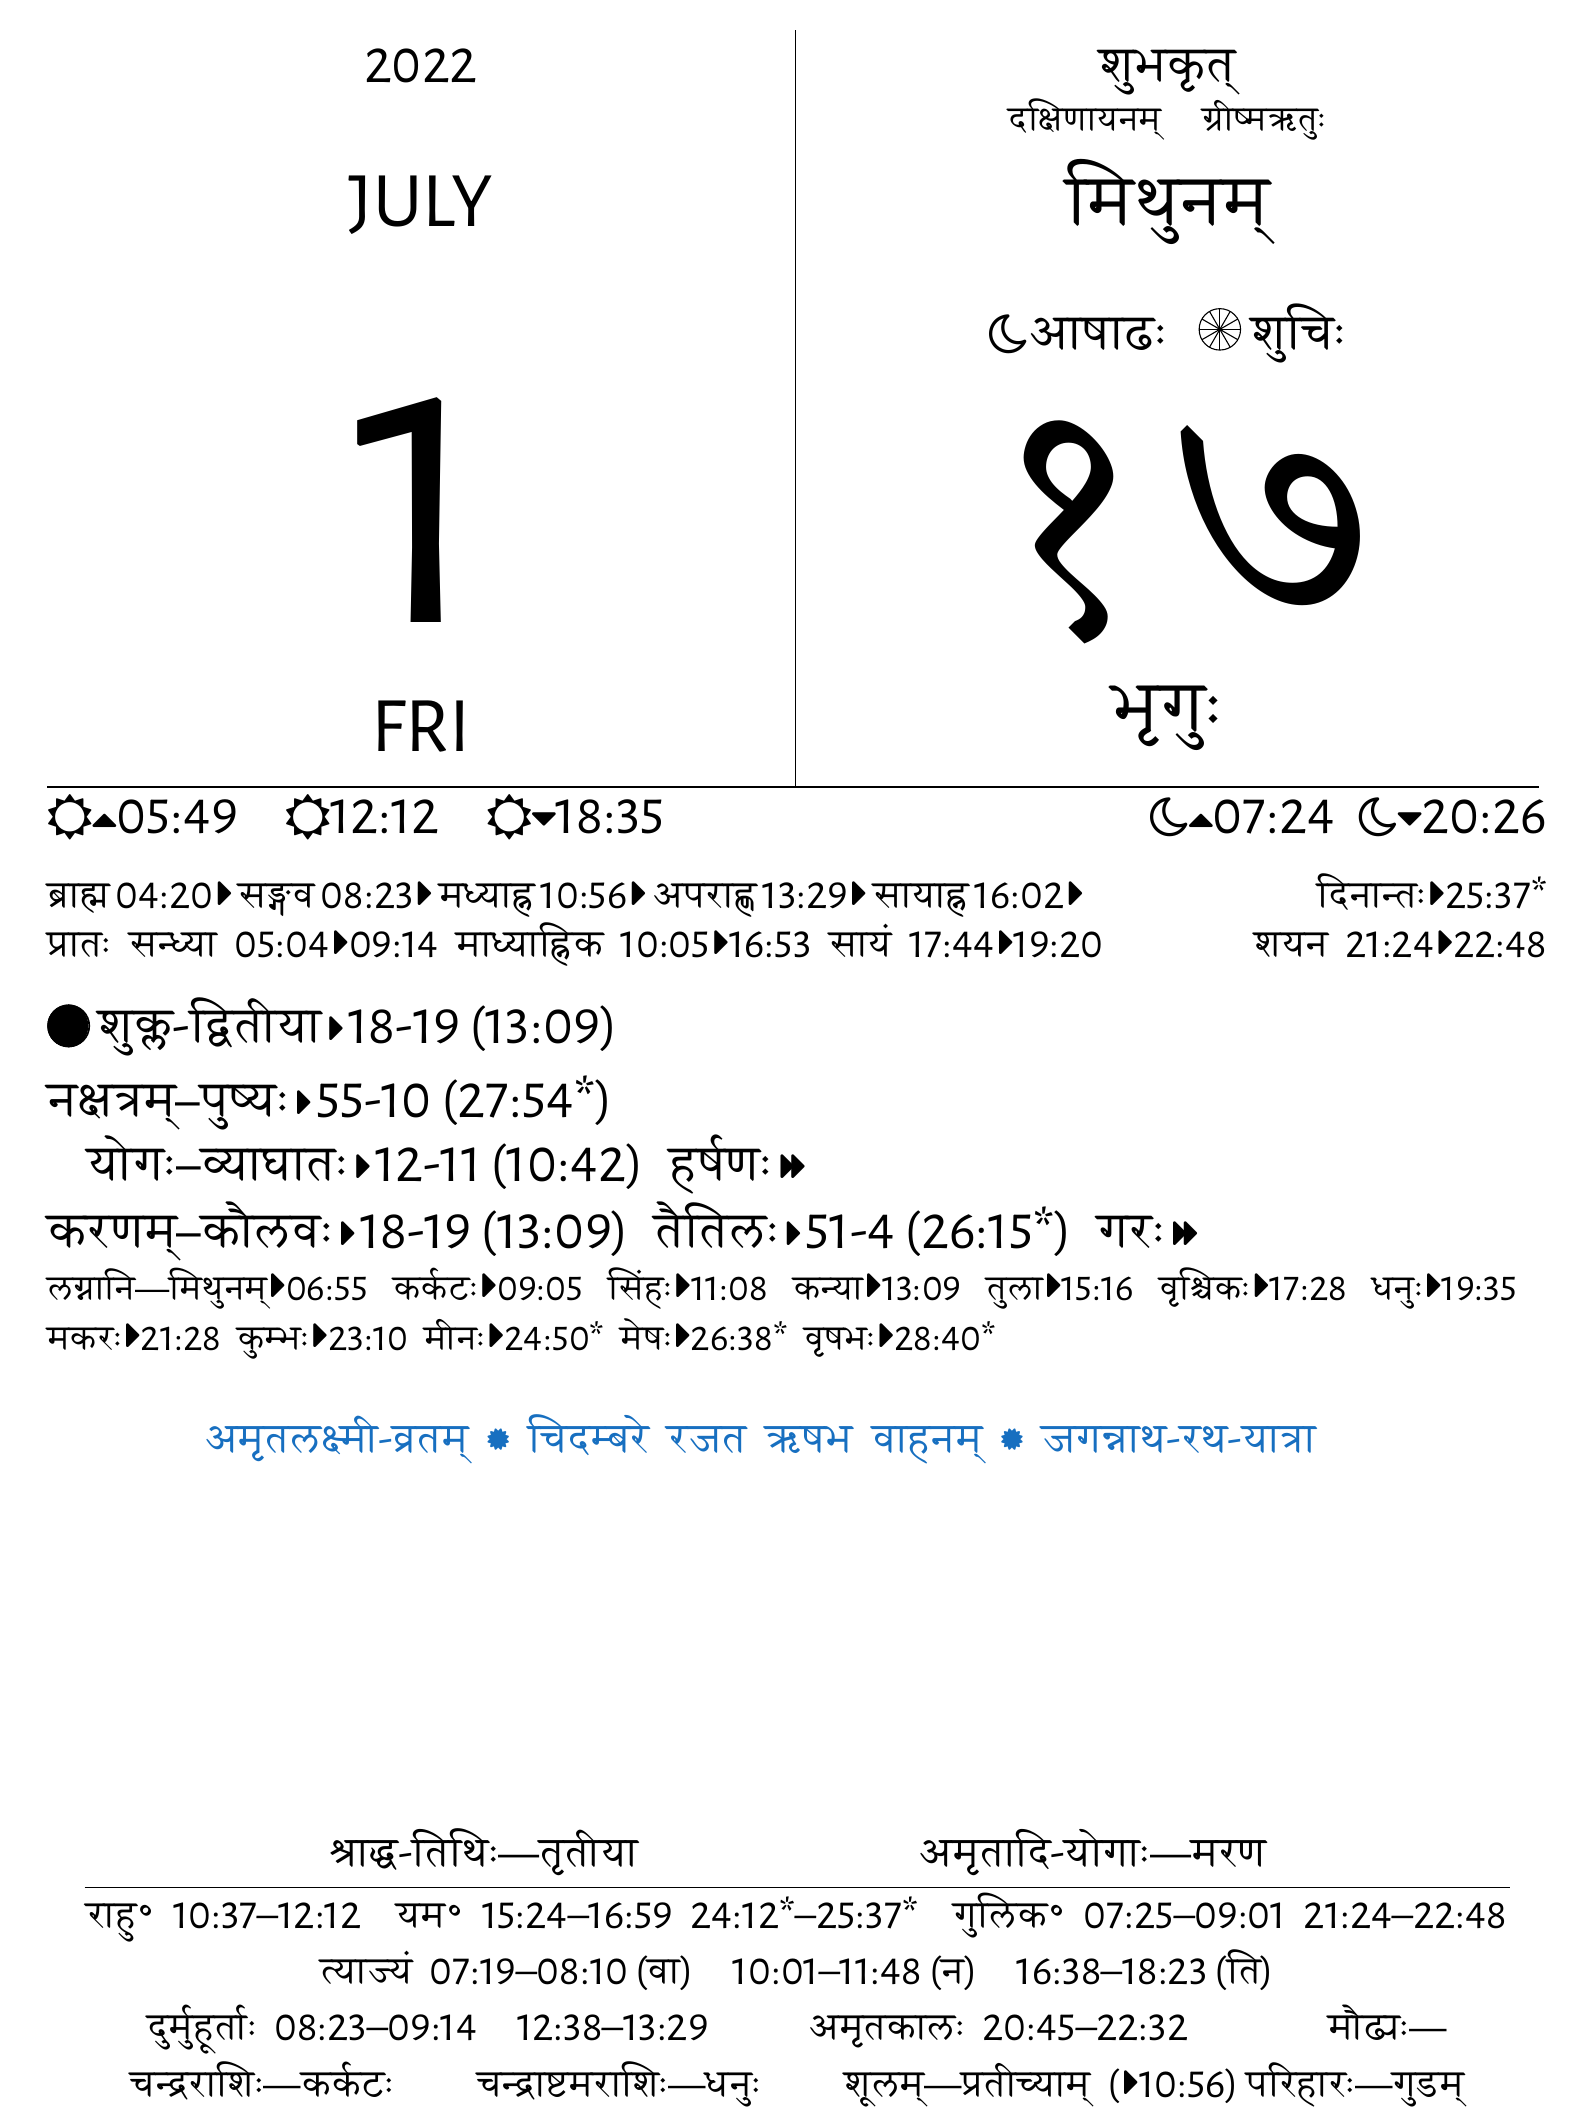 2022
JULY
1
FRI
शुभकृत्
दक्षिणायनम् ग्रीष्मऋतुः
मिथुनम्
आषाढः शुचिः
१७
भृगुः
05:49 12:12 18:35 07:24 20:26
ब्राह्म 04:20 सङ्गव 08:23 मध्याह्न 10:56 अपराह्ण 13:29 सायाह्न 16:02 दिनान्तः 25:37*
प्रातः सन्ध्या 05:04 09:14 माध्याह्निक 10:05 16:53 सायं 17:44 19:20 शयन 21:24 22:48
शुक्ल-द्वितीया 18-19 (13:09)
नक्षत्रम्–पुष्यः 55-10 (27:54*)
योगः–व्याघातः 12-11 (10:42) हर्षणः
करणम्–कौलवः 18-19 (13:09) तैतिलः 51-4 (26:15*) गरः
लग्नानि—मिथुनम् 06:55 कर्कटः 09:05 सिंहः 11:08 कन्या 13:09 तुला 15:16 वृश्चिकः 17:28 धनुः 19:35
मकरः 21:28 कुम्भः 23:10 मीनः 24:50* मेषः 26:38* वृषभः 28:40*
अमृतलक्ष्मी-व्रतम् चिदम्बरे रजत ऋषभ वाहनम् जगन्नाथ-रथ-यात्रा
श्राद्ध-तिथिः—तृतीया अमृतादि-योगाः—मरण
राहु॰ 10:37–12:12 यम॰ 15:24–16:59 24:12*–25:37* गुलिक॰ 07:25–09:01 21:24–22:48
त्याज्यं 07:19–08:10 (वा) 10:01–11:48 (न) 16:38–18:23 (ति)
दुर्मुहूर्ताः 08:23–09:14 12:38–13:29 अमृतकालः 20:45–22:32 मौढ्यः—
चन्द्रराशिः—कर्कटः चन्द्राष्टमराशिः—धनुः शूलम्—प्रतीच्याम् (10:56) परिहारः—गुडम्